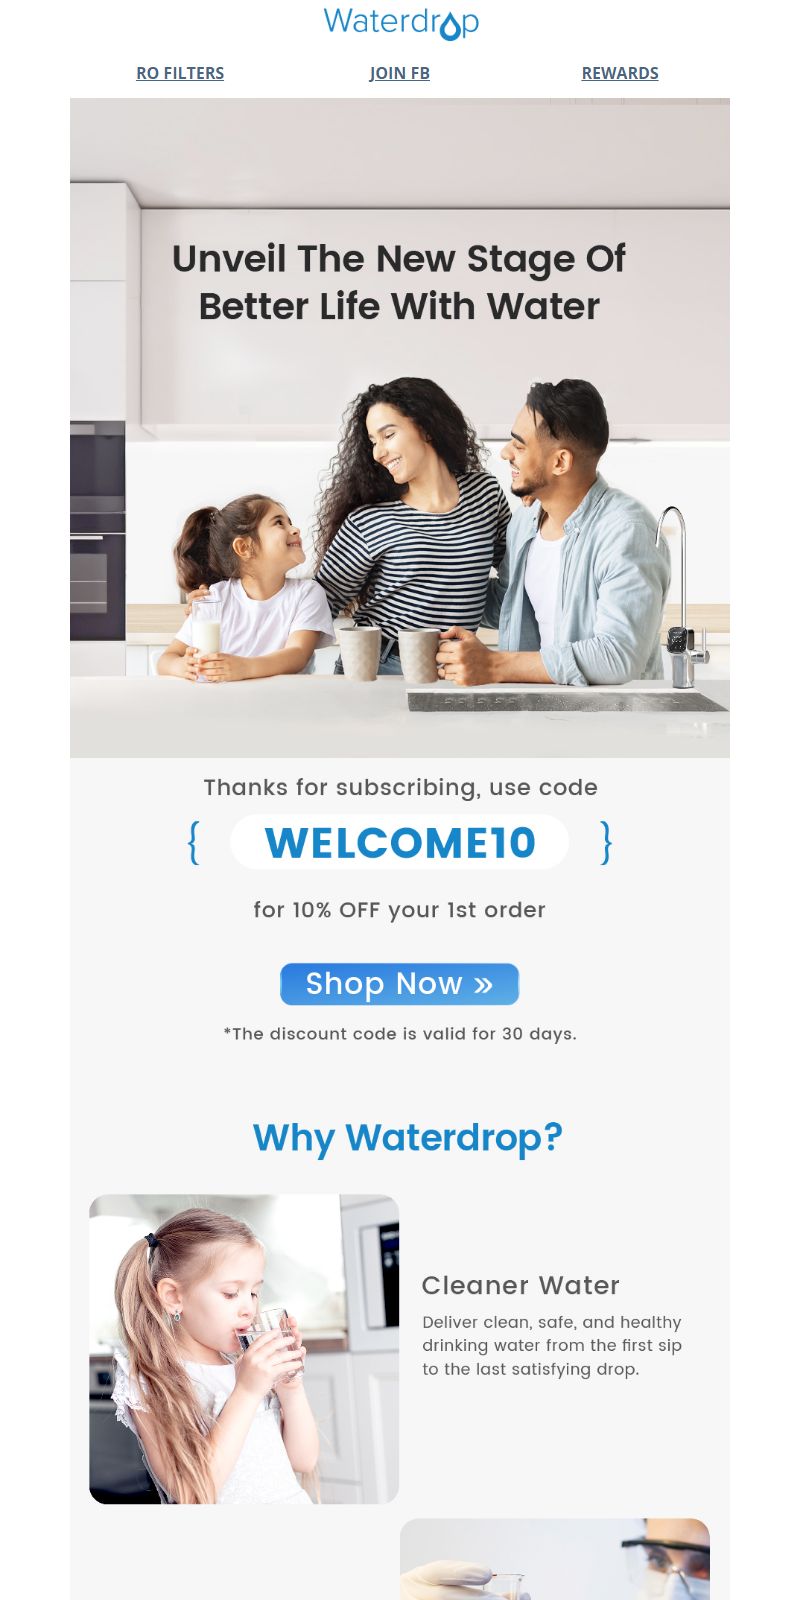 Waterdrop
RO FILTERS
JOIN FB
REWARDS
Unveil The New Stage Of
Better Life With Water
Thanks for subscribing, use code
{ WELCOME10 }
for 10% OFF your 1st order
Shop Now »
*The discount code is valid for 30 days.
Why Waterdrop?
Cleaner Water
Deliver clean, safe, and healthy
drinking water from the first sip
to the last satisfying drop.